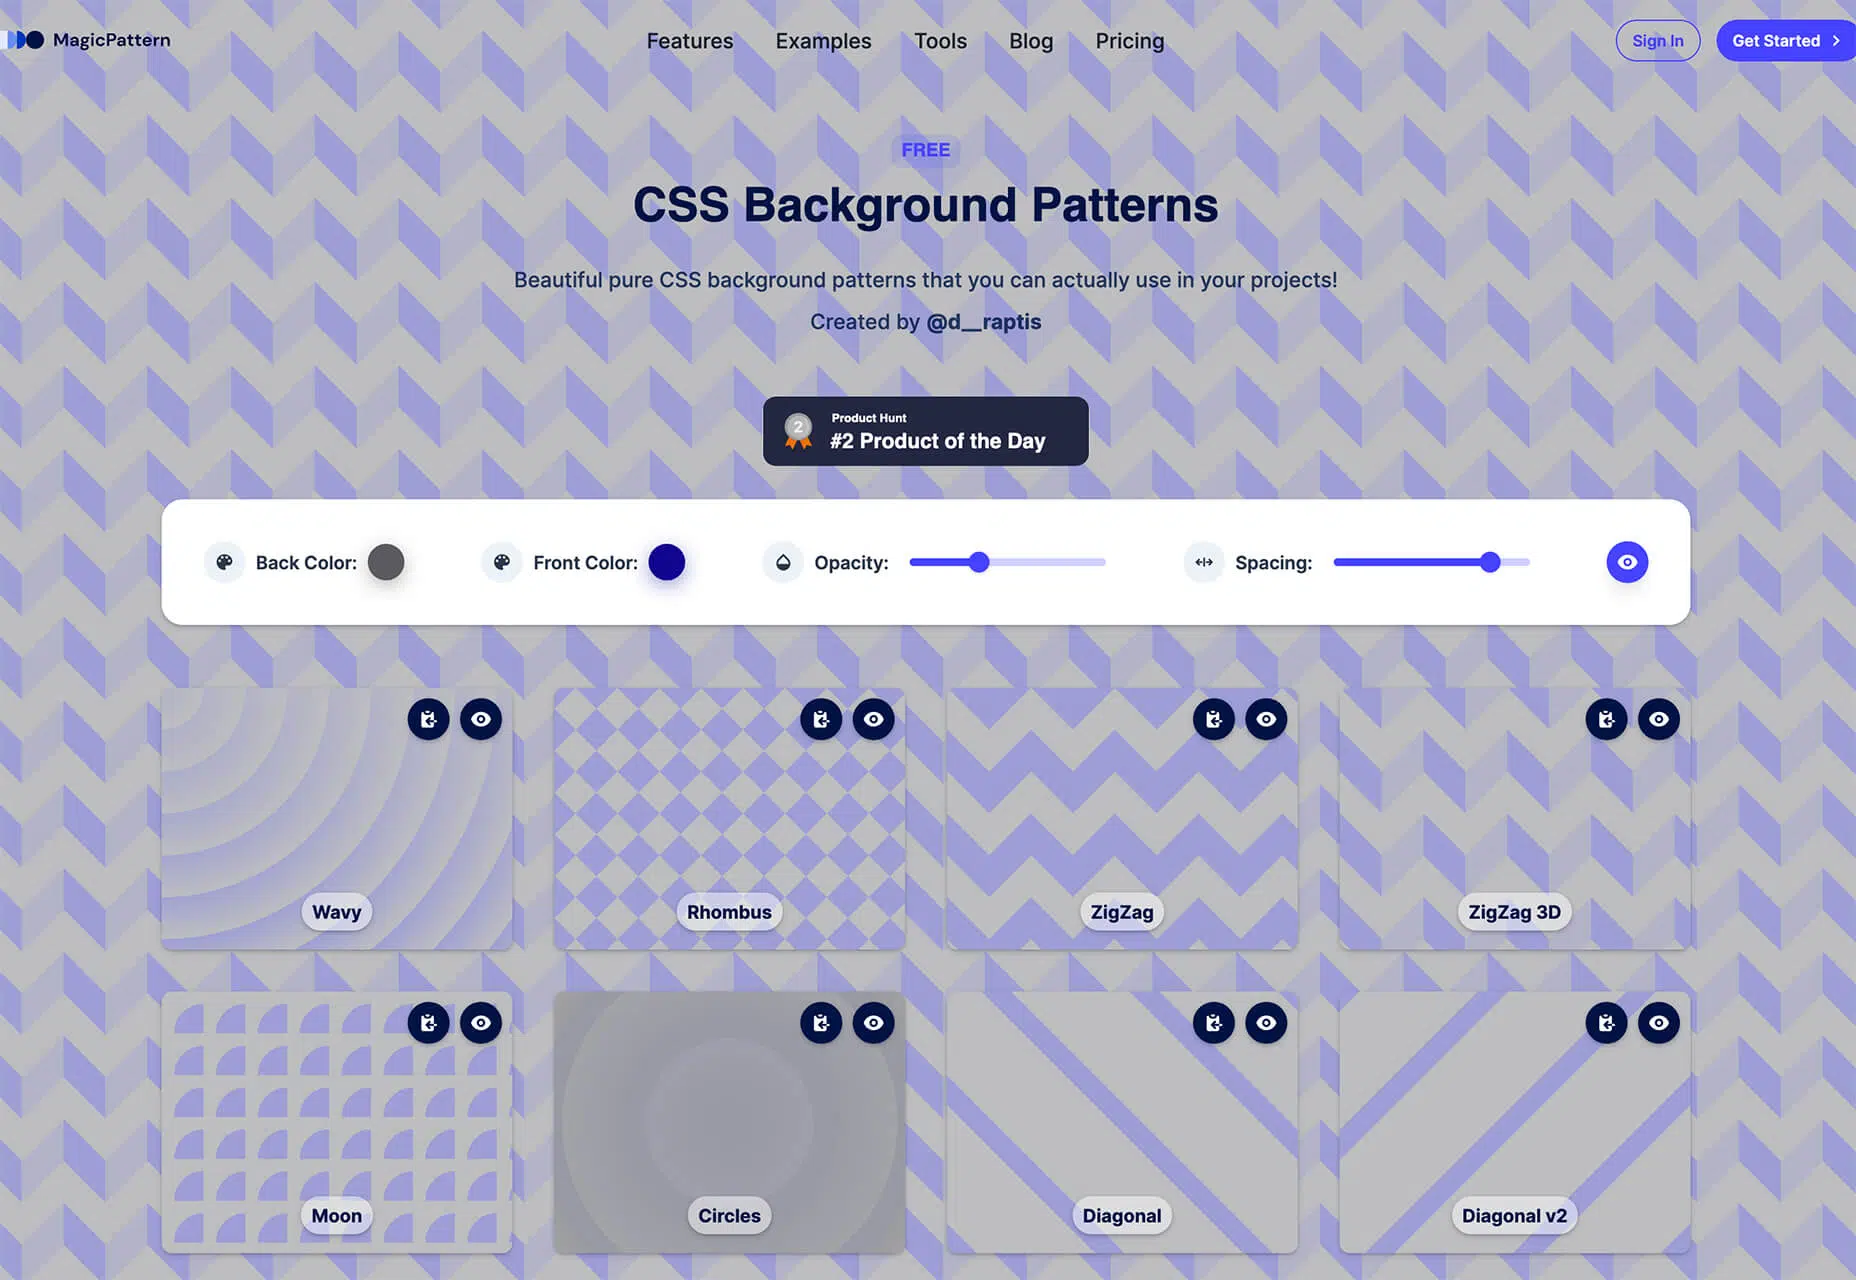 MagicPattern
Features Examples Tools Blog Pricing
Sign In
Get Started
FREE
CSS Background Patterns
Beautiful pure CSS background patterns that you can actually use in your projects!
Created by @d__raptis
2
Product Hunt
#2 Product of the Day
Back Color:
Front Color:
Opacity:
Spacing:
Wavy
Rhombus
ZigZag
ZigZag 3D
Moon
Circles
Diagonal
Diagonal v2